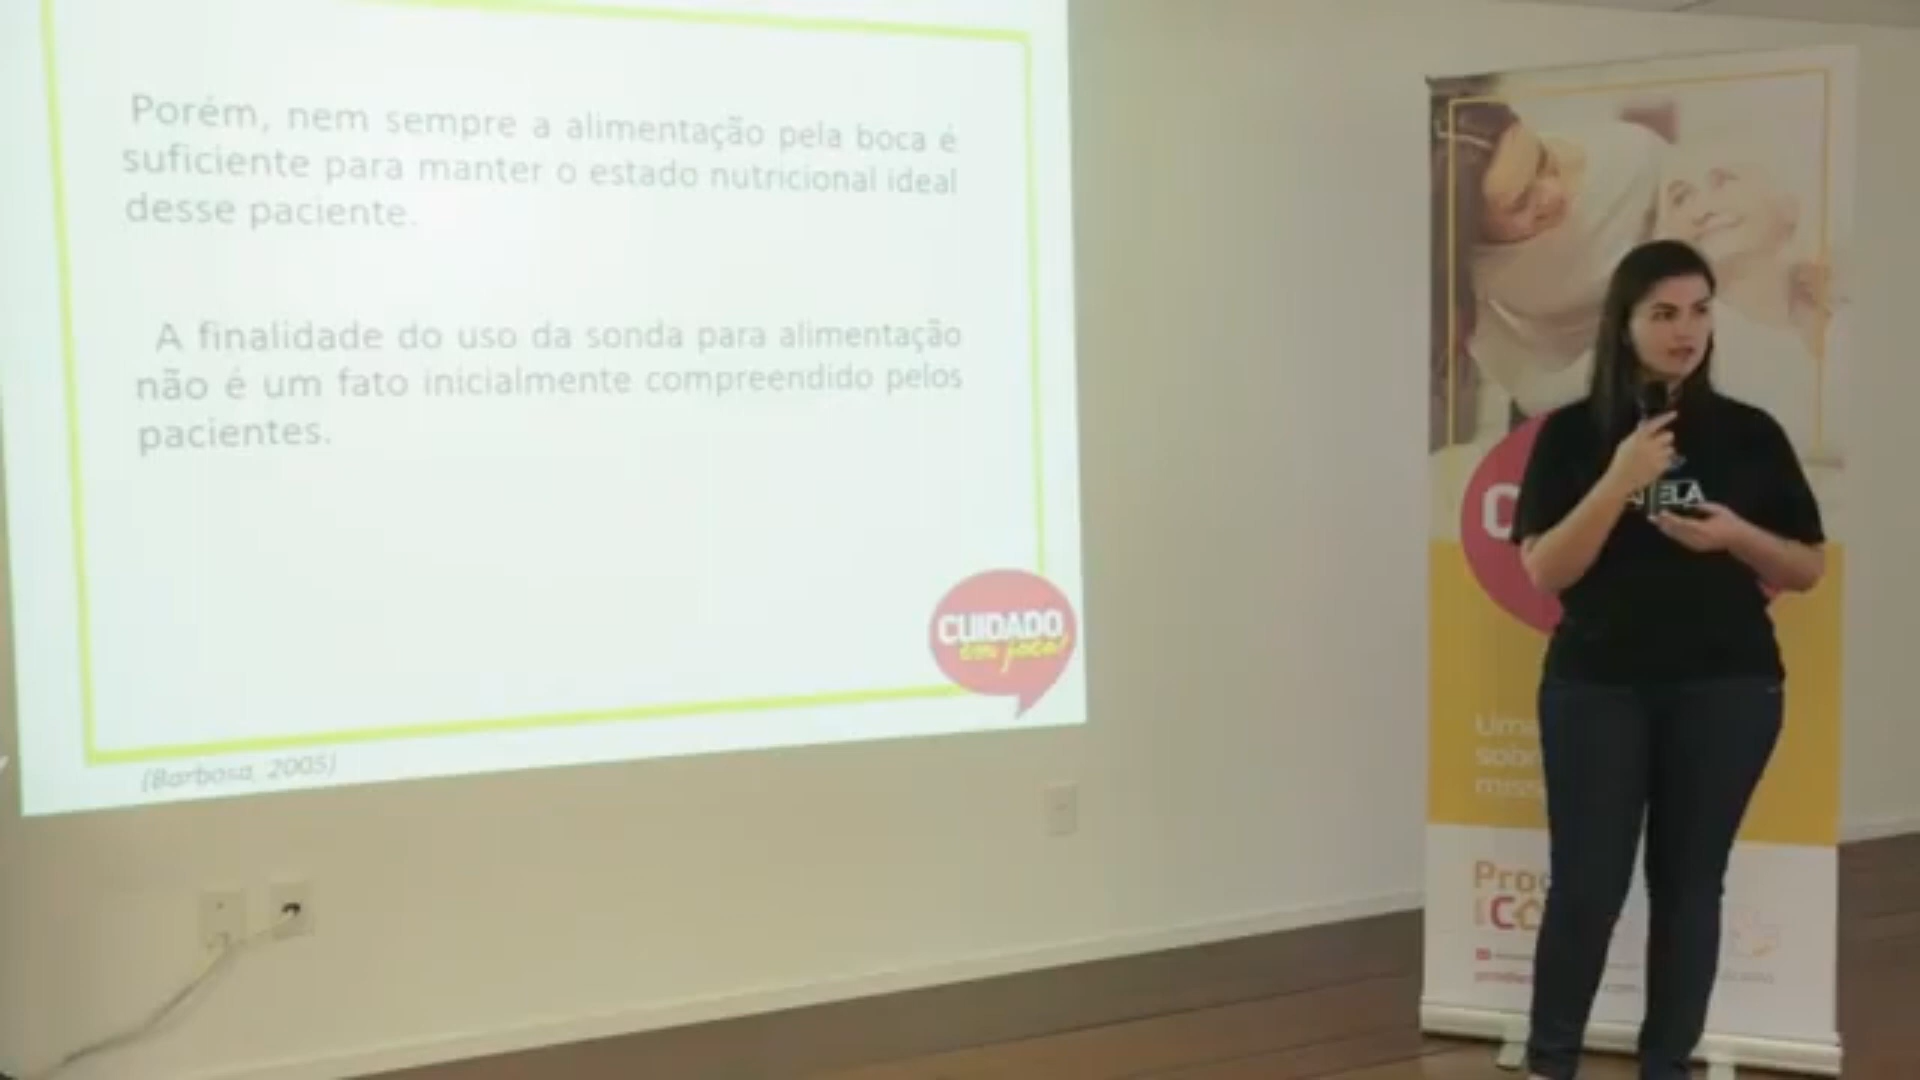 Porém, nem sempre a alimentação pela boca é
suficiente para manter o estado nutricional ideal
desse paciente.
A finalidade do uso da sonda para alimentação
não é um fato inicialmente compreendido pelos
pacientes.
CUIDADO
em foco!
(Barbosa, 2005)